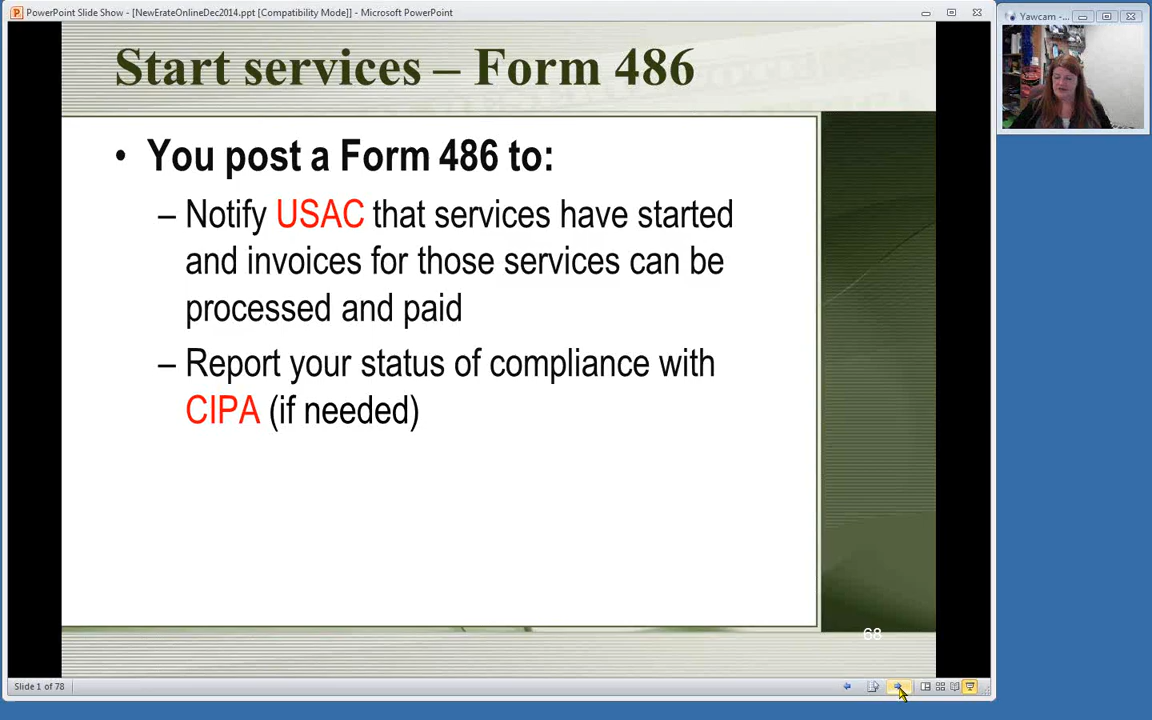 PowerPoint Slide Show - [NewErateOnlineDec2014.ppt [Compatibility Mode]] - Microsoft PowerPoint
Yawcam -...
Start services – Form 486
• You post a Form 486 to:
– Notify USAC that services have started
and invoices for those services can be
processed and paid
– Report your status of compliance with
CIPA (if needed)
68
Slide 1 of 78